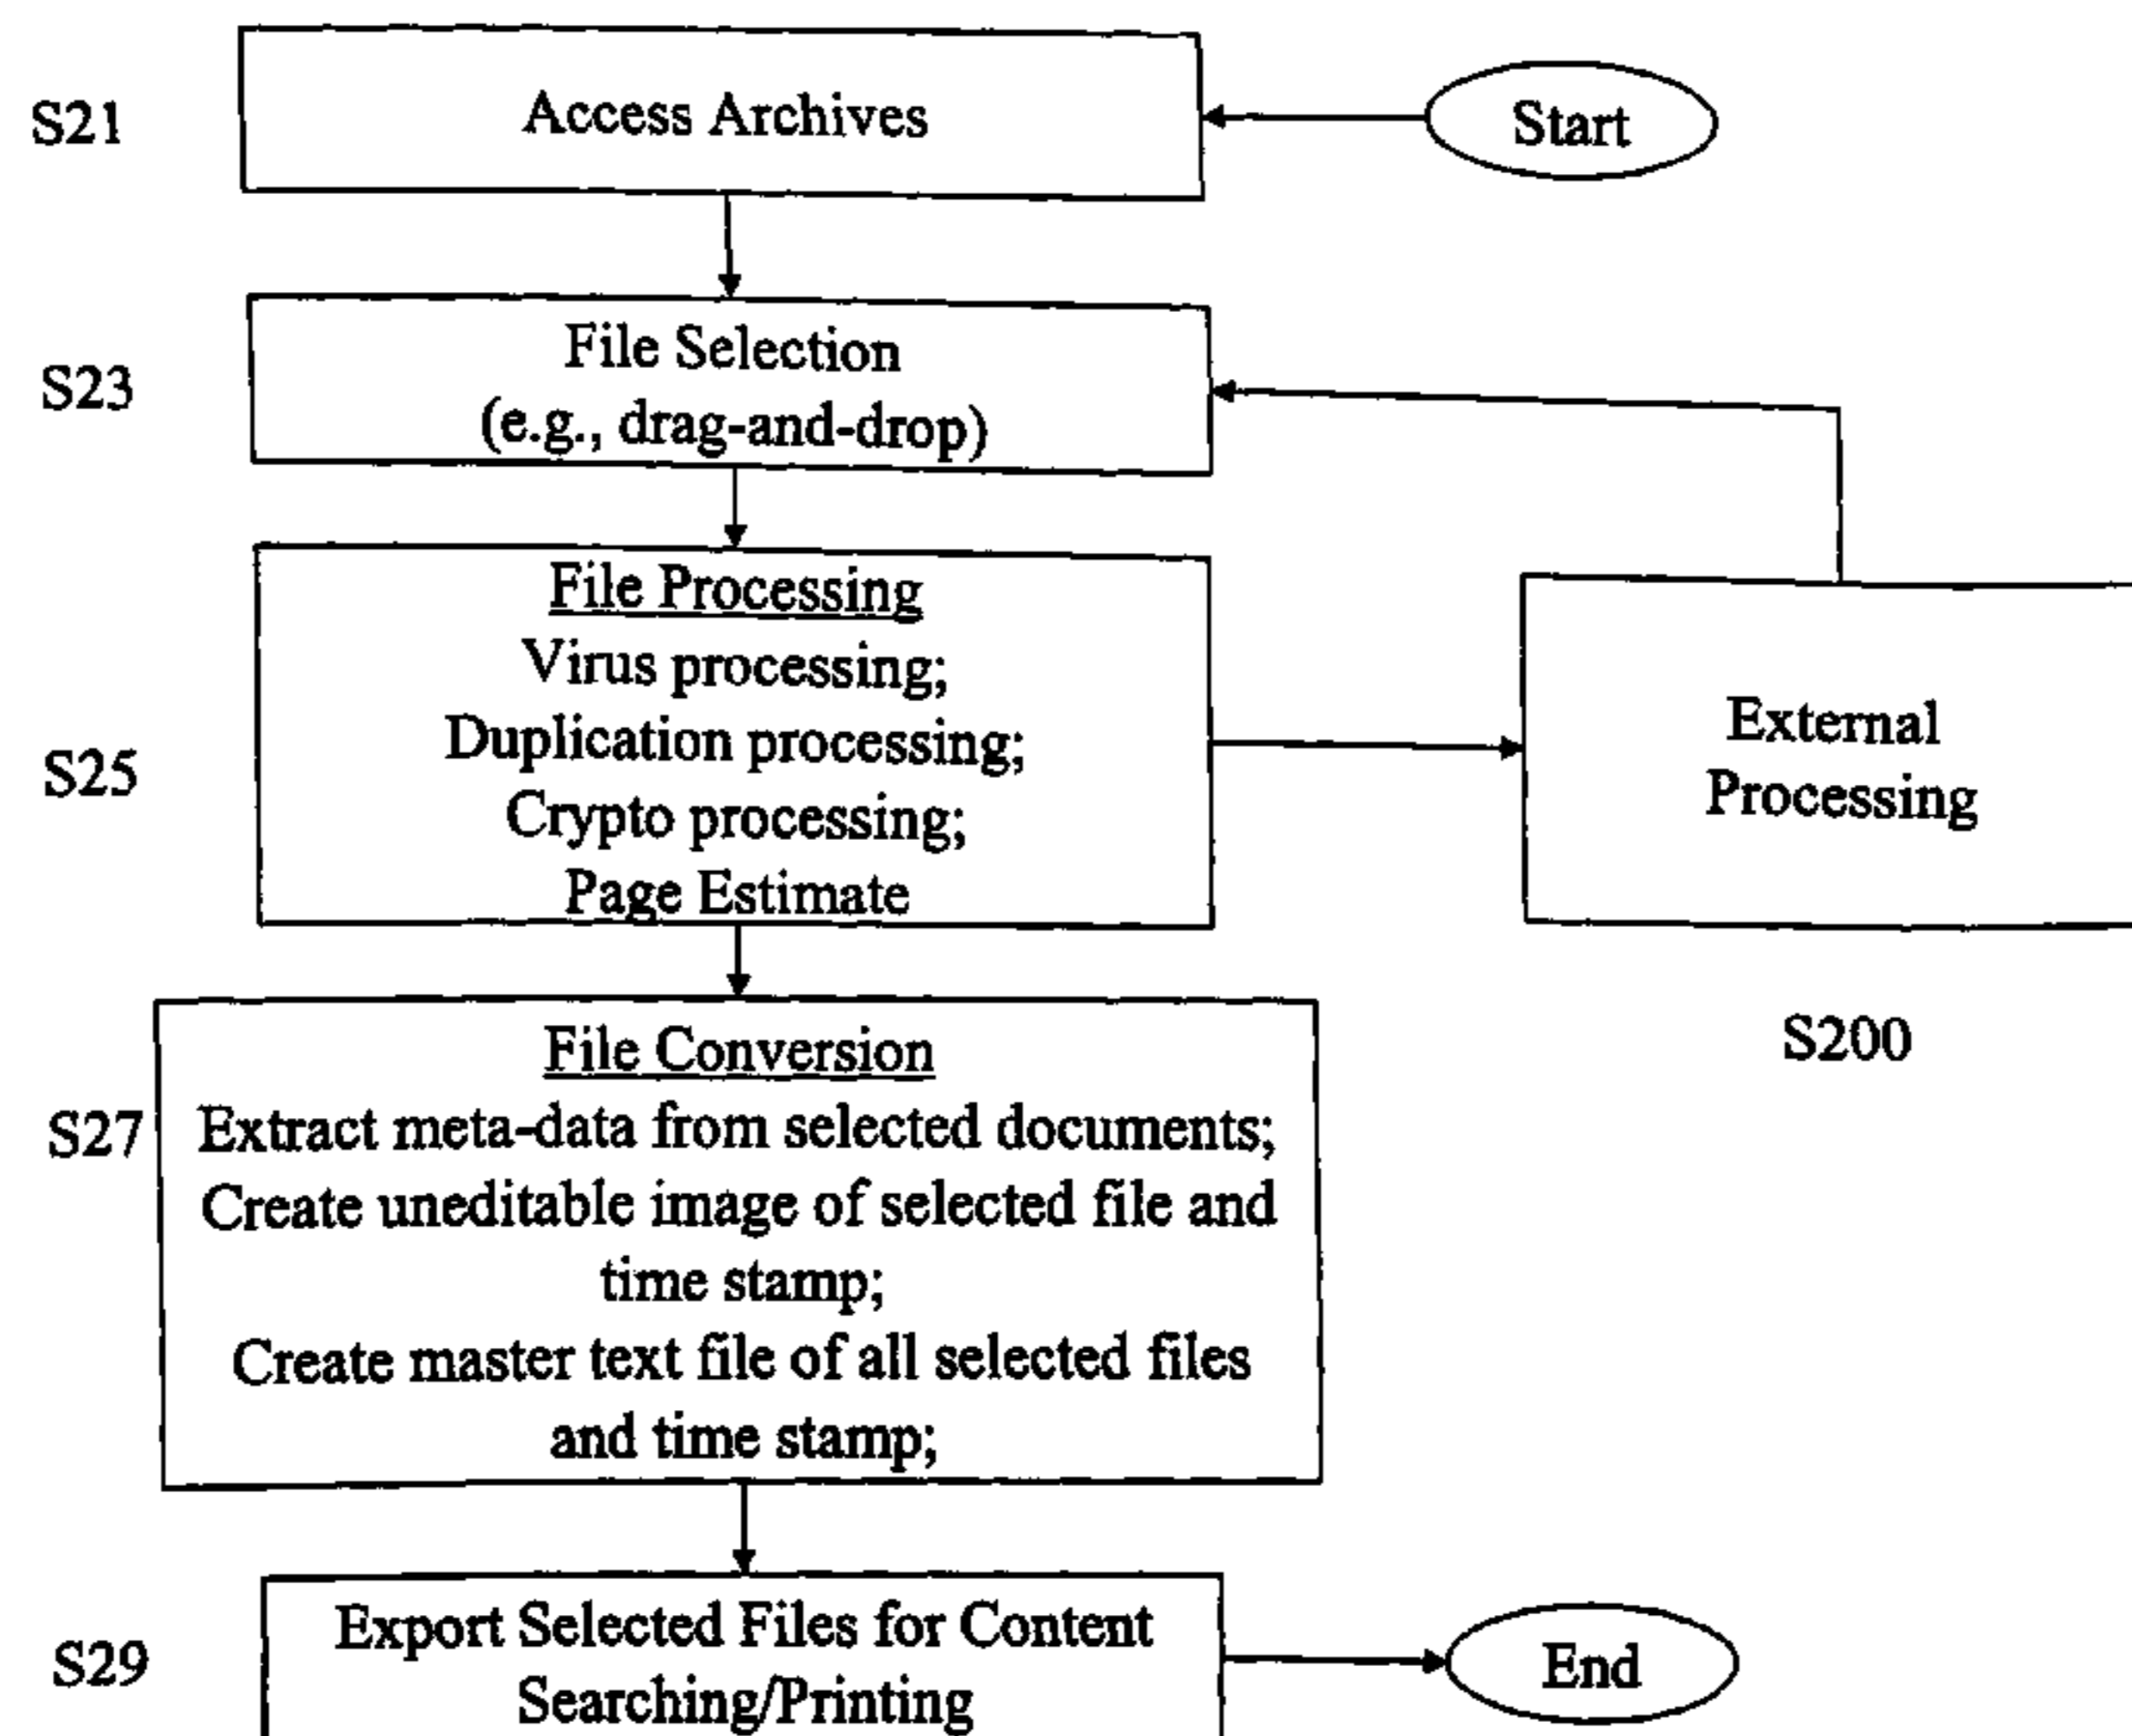 S21
Access Archives
Start
S23
File Selection
(e.g., drag-and-drop)
S25
File Processing
Virus processing;
Duplication processing;
Crypto processing;
Page Estimate
External
Processing
S200
S27
File Conversion
Extract meta-data from selected documents;
Create uneditable image of selected file and
time stamp;
Create master text file of all selected files
and time stamp;
S29
Export Selected Files for Content
Searching/Printing
End